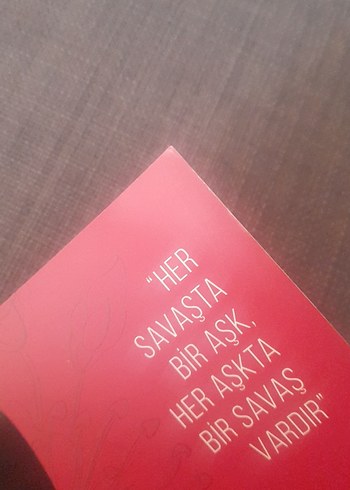 "HER
SAVAŞTA
BİR AŞK,
HER AŞKTA
BİR SAVAŞ
VARDIR"